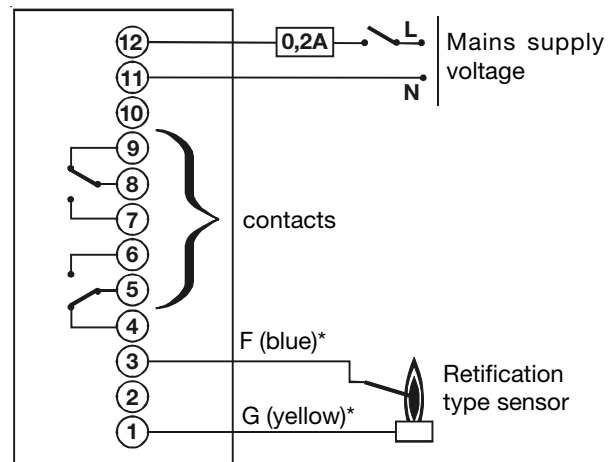 12 0,2A L Mains supply
11 N voltage
10
9
8
7 contacts
6
5
4
3 F (blue)*
2 Retification
type sensor
1 G (yellow)*